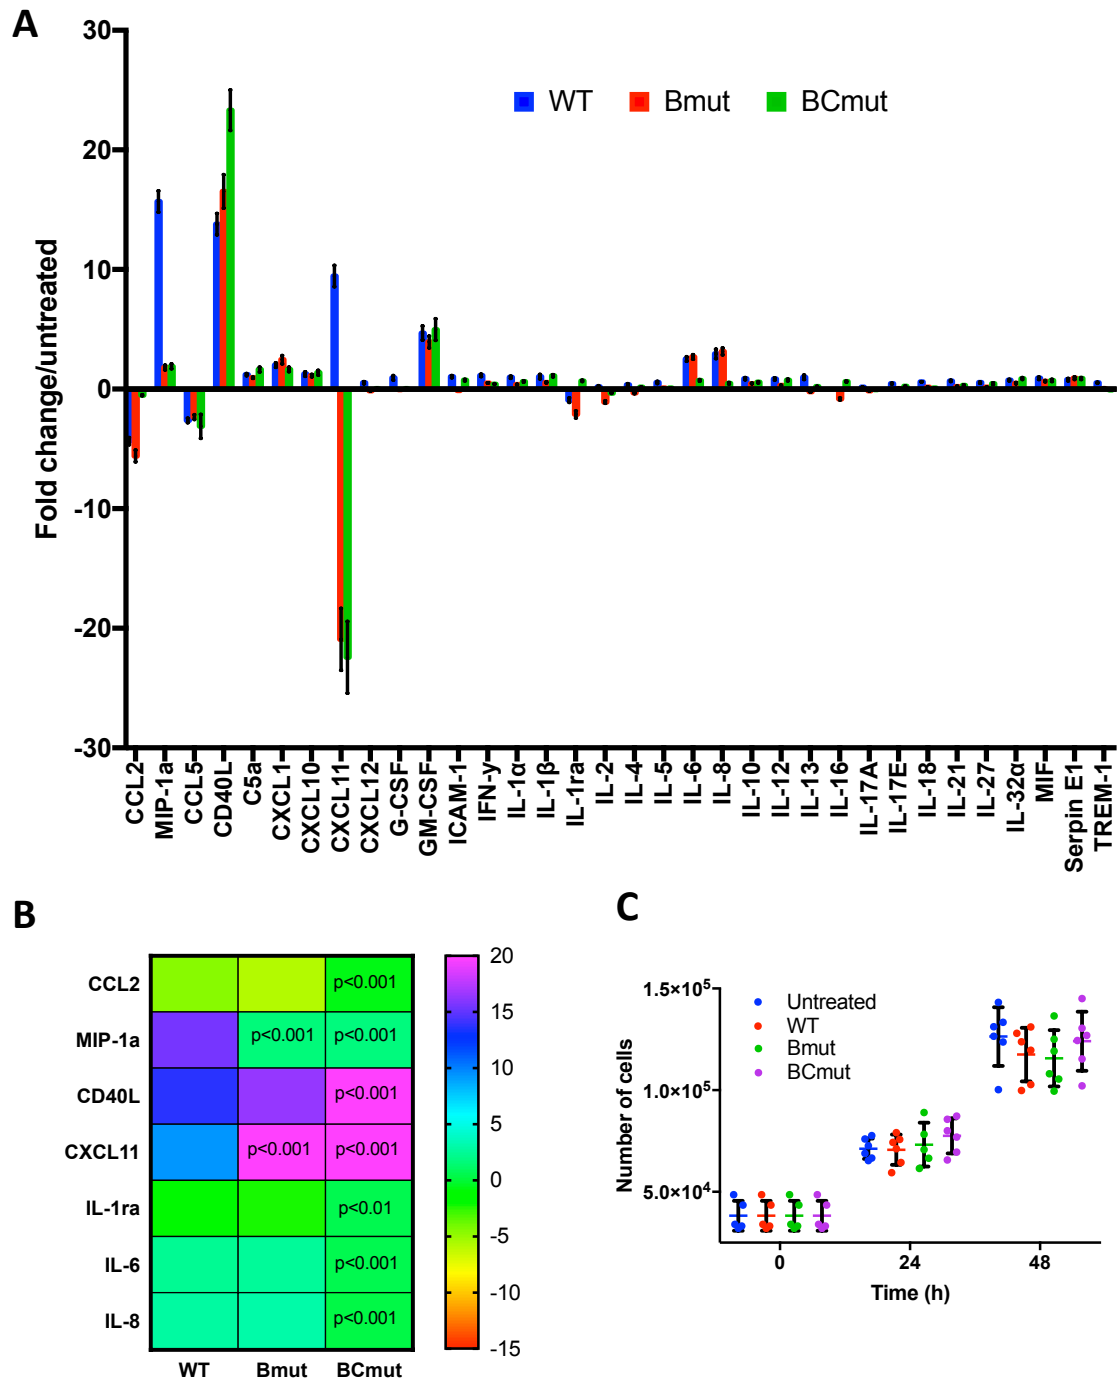 A
30
20
10
0
-10
-20
-30
Fold change/untreated
WT Bmut BCmut
CCL2 MIP-1a CCL5 CD40L C5a CXCL1 CXCL10 CXCL11 CXCL12 G-CSF GM-CSF ICAM-1 IFN-y IL-1α IL-1β IL-1ra IL-2 IL-4 IL-5 IL-6 IL-8 IL-10 IL-12 IL-13 IL-16 IL-17A IL-17E IL-18 IL-21 IL-27 IL-32α MIF Serpin E1 TREM-1
B
CCL2 p<0.001
MIP-1a p<0.001 p<0.001
CD40L p<0.001
CXCL11 p<0.001 p<0.001
IL-1ra p<0.01
IL-6 p<0.001
IL-8 p<0.001
WT Bmut BCmut
20
15
10
5
0
-5
-10
-15
C
1.5×10⁵
1.0×10⁵
5.0×10⁴
Number of cells
Untreated
WT
Bmut
BCmut
0 24 48
Time (h)